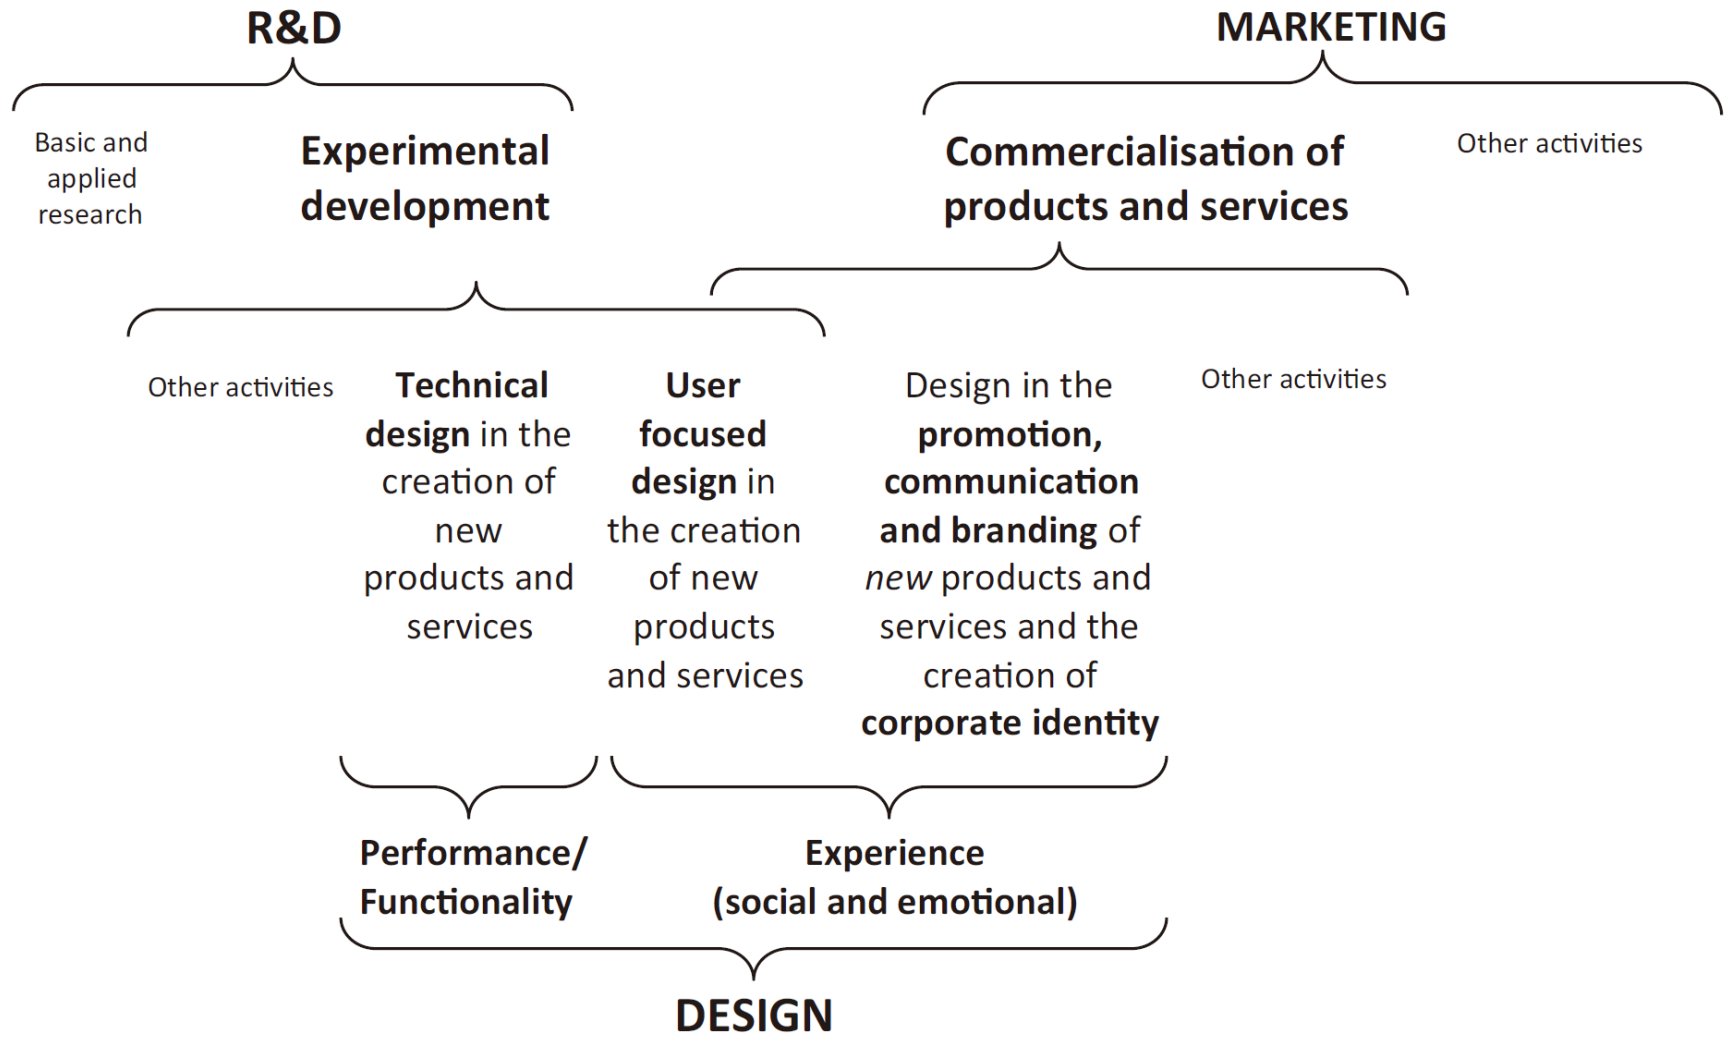 R&D
MARKETING
Basic and
applied
research
Experimental
development
Commercialisation of
products and services
Other activities
Other activities
Technical
design in the
creation of
new
products and
services
User
focused
design in
the creation
of new
products
and services
Design in the
promotion,
communication
and branding of
new products and
services and the
creation of
corporate identity
Other activities
Performance/
Functionality
Experience
(social and emotional)
DESIGN